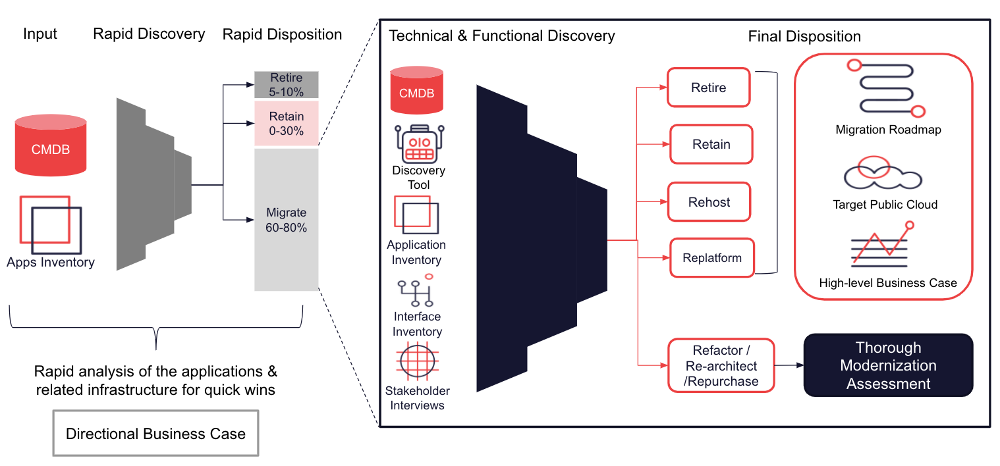 Input
Rapid Discovery
Rapid Disposition
CMDB
Apps Inventory
Retire
5-10%
Retain
0-30%
Migrate
60-80%
Rapid analysis of the applications &
related infrastructure for quick wins
Directional Business Case
Technical & Functional Discovery
Final Disposition
CMDB
Discovery
Tool
Application
Inventory
Interface
Inventory
Stakeholder
Interviews
Retire
Retain
Rehost
Replatform
Refactor /
Re-architect
/Repurchase
Migration Roadmap
Target Public Cloud
High-level Business Case
Thorough
Modernization
Assessment